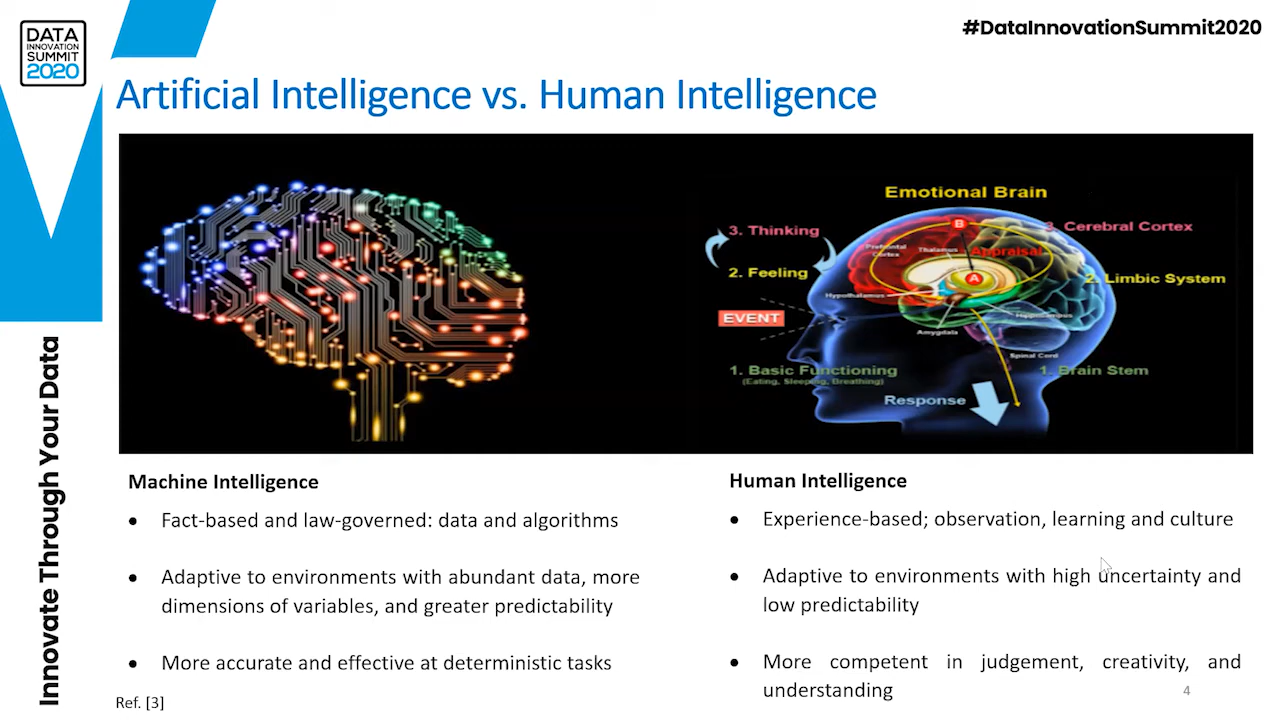 DATA
INNOVATION
SUMMIT
2020
#DataInnovationSummit2020
Artificial Intelligence vs. Human Intelligence
Emotional Brain
3. Thinking
2. Feeling
EVENT
1. Basic Functioning
(Eating, Sleeping, Breathing)
Response
B
3. Cerebral Cortex
Prefrontal
Cortex
Thalamus
Appraisal
A
2. Limbic System
Hypothalamus
Hippocampus
Amygdala
Spinal Cord
1. Brain Stem
Machine Intelligence
• Fact-based and law-governed: data and algorithms
• Adaptive to environments with abundant data, more
dimensions of variables, and greater predictability
• More accurate and effective at deterministic tasks
Human Intelligence
• Experience-based; observation, learning and culture
• Adaptive to environments with high uncertainty and
low predictability
• More competent in judgement, creativity, and
understanding
Ref. [3]
4
Innovate Through Your Data